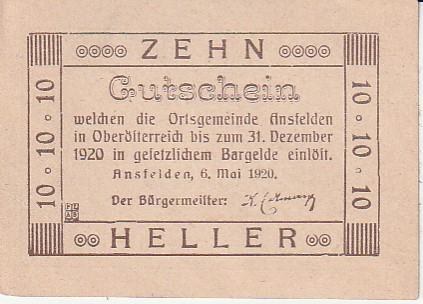 ZEHN
Gutschein
welchen die Ortsgemeinde Ansfelden
in Oberösterreich bis zum 31. Dezember
1920 in gesetzlichem Bargelde einlöst.
Ansfelden, 6. Mai 1920.
Der Bürgermeister:
HELLER
10 10 10
10 10 10